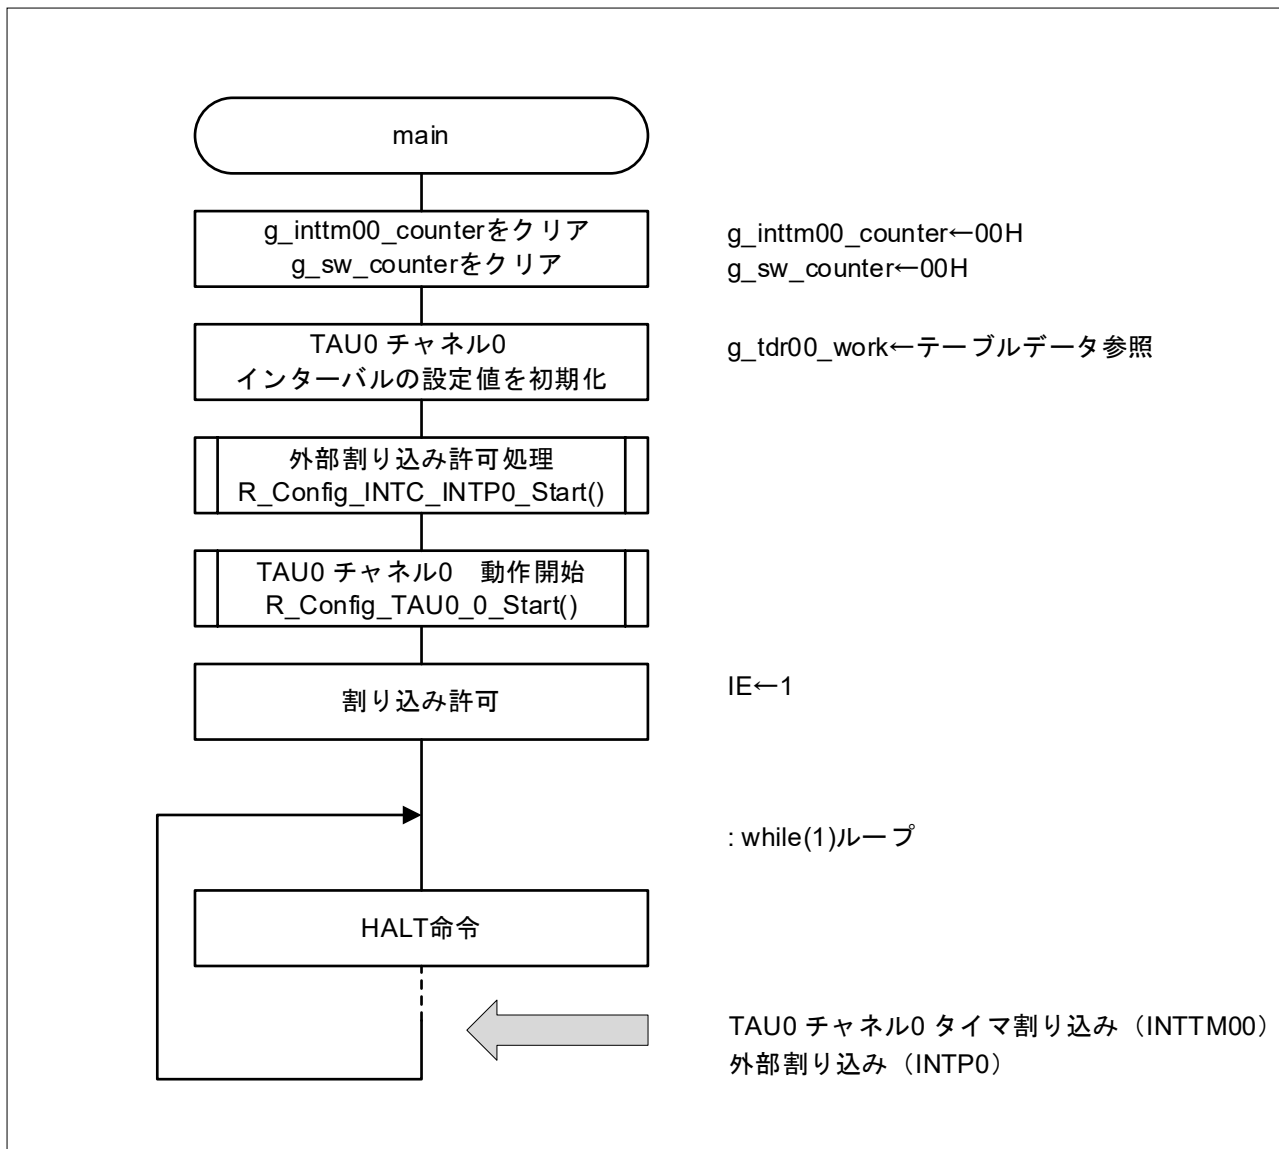 main
g_inttm00_counterをクリア
g_sw_counterをクリア
g_inttm00_counter←00H
g_sw_counter←00H
TAU0 チャネル0
インターバルの設定値を初期化
g_tdr00_work←テーブルデータ参照
外部割り込み許可処理
R_Config_INTC_INTP0_Start()
TAU0 チャネル0　動作開始
R_Config_TAU0_0_Start()
割り込み許可
IE←1
: while(1)ループ
HALT命令
TAU0 チャネル0 タイマ割り込み（INTTM00）
外部割り込み（INTP0）